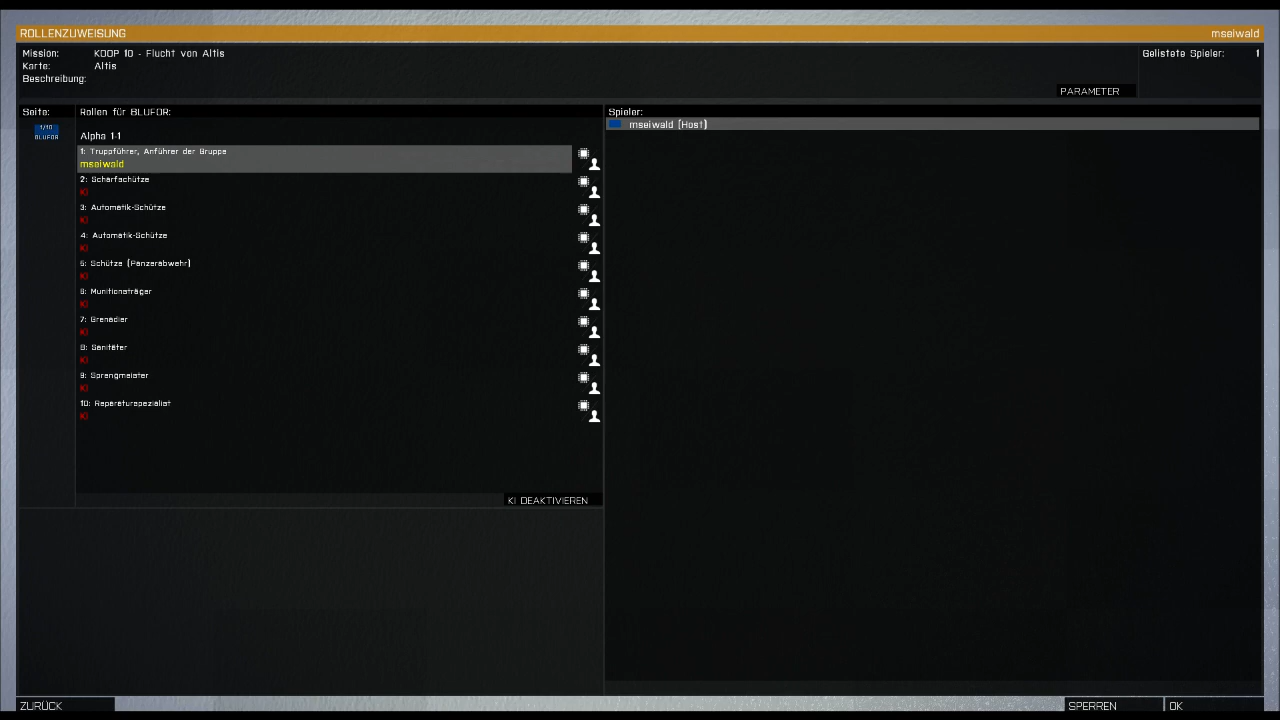 ROLLENZUWEISUNG mseiwald
Mission: KOOP 10 - Flucht von Altis
Gelistete Spieler: 1
Karte: Altis
Beschreibung:
PARAMETER
Seite:
1/10
BLUFOR
Rollen für BLUFOR:
Alpha 1-1
1: Truppführer, Anführer der Gruppe
mseiwald
2: Scharfschütze
KI
3: Automatik-Schütze
KI
4: Automatik-Schütze
KI
5: Schütze (Panzerabwehr)
KI
6: Munitionsträger
KI
7: Grenadier
KI
8: Sanitäter
KI
9: Sprengmeister
KI
10: Reparaturspezialist
KI
KI DEAKTIVIEREN
Spieler:
mseiwald (Host)
ZURÜCK
SPERREN
OK